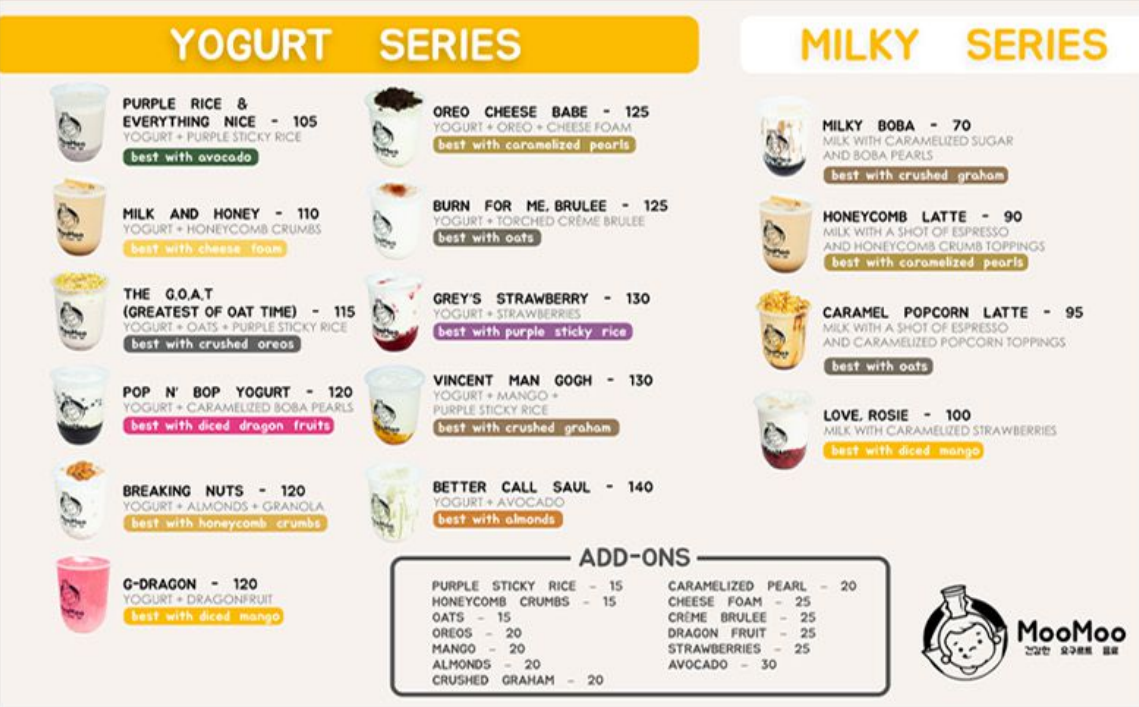 YOGURT SERIES
PURPLE RICE &
EVERYTHING NICE - 105
YOGURT + PURPLE STICKY RICE
best with avocado
MILK AND HONEY - 110
YOGURT + HONEYCOMB CRUMBS
best with cheese foam
THE G.O.A.T
(GREATEST OF OAT TIME) - 115
YOGURT + OATS + PURPLE STICKY RICE
best with crushed oreos
POP N' BOP YOGURT - 120
YOGURT + CARAMELIZED BOBA PEARLS
best with diced dragon fruits
BREAKING NUTS - 120
YOGURT + ALMONDS + GRANOLA
best with honeycomb crumbs
G-DRAGON - 120
YOGURT + DRAGONFRUIT
best with diced mango
OREO CHEESE BABE - 125
YOGURT + OREO + CHEESE FOAM
best with caramelized pearls
BURN FOR ME, BRULEE - 125
YOGURT + TORCHED CRÈME BRULEE
best with oats
GREY'S STRAWBERRY - 130
YOGURT + STRAWBERRIES
best with purple sticky rice
VINCENT MAN GOGH - 130
YOGURT + MANGO +
PURPLE STICKY RICE
best with crushed graham
BETTER CALL SAUL - 140
YOGURT + AVOCADO
best with almonds
MILKY SERIES
MILKY BOBA - 70
MILK WITH CARAMELIZED SUGAR
AND BOBA PEARLS
best with crushed graham
HONEYCOMB LATTE - 90
MILK WITH A SHOT OF ESPRESSO
AND HONEYCOMB CRUMB TOPPINGS
best with caramelized pearls
CARAMEL POPCORN LATTE - 95
MILK WITH A SHOT OF ESPRESSO
AND CARAMELIZED POPCORN TOPPINGS
best with oats
LOVE, ROSIE - 100
MILK WITH CARAMELIZED STRAWBERRIES
best with diced mango
ADD-ONS
PURPLE STICKY RICE - 15
HONEYCOMB CRUMBS - 15
OATS - 15
OREOS - 20
MANGO - 20
ALMONDS - 20
CRUSHED GRAHAM - 20
CARAMELIZED PEARL - 20
CHEESE FOAM - 25
CRÈME BRULEE - 25
DRAGON FRUIT - 25
STRAWBERRIES - 25
AVOCADO - 30
MooMoo
건강한 요구르트 음료